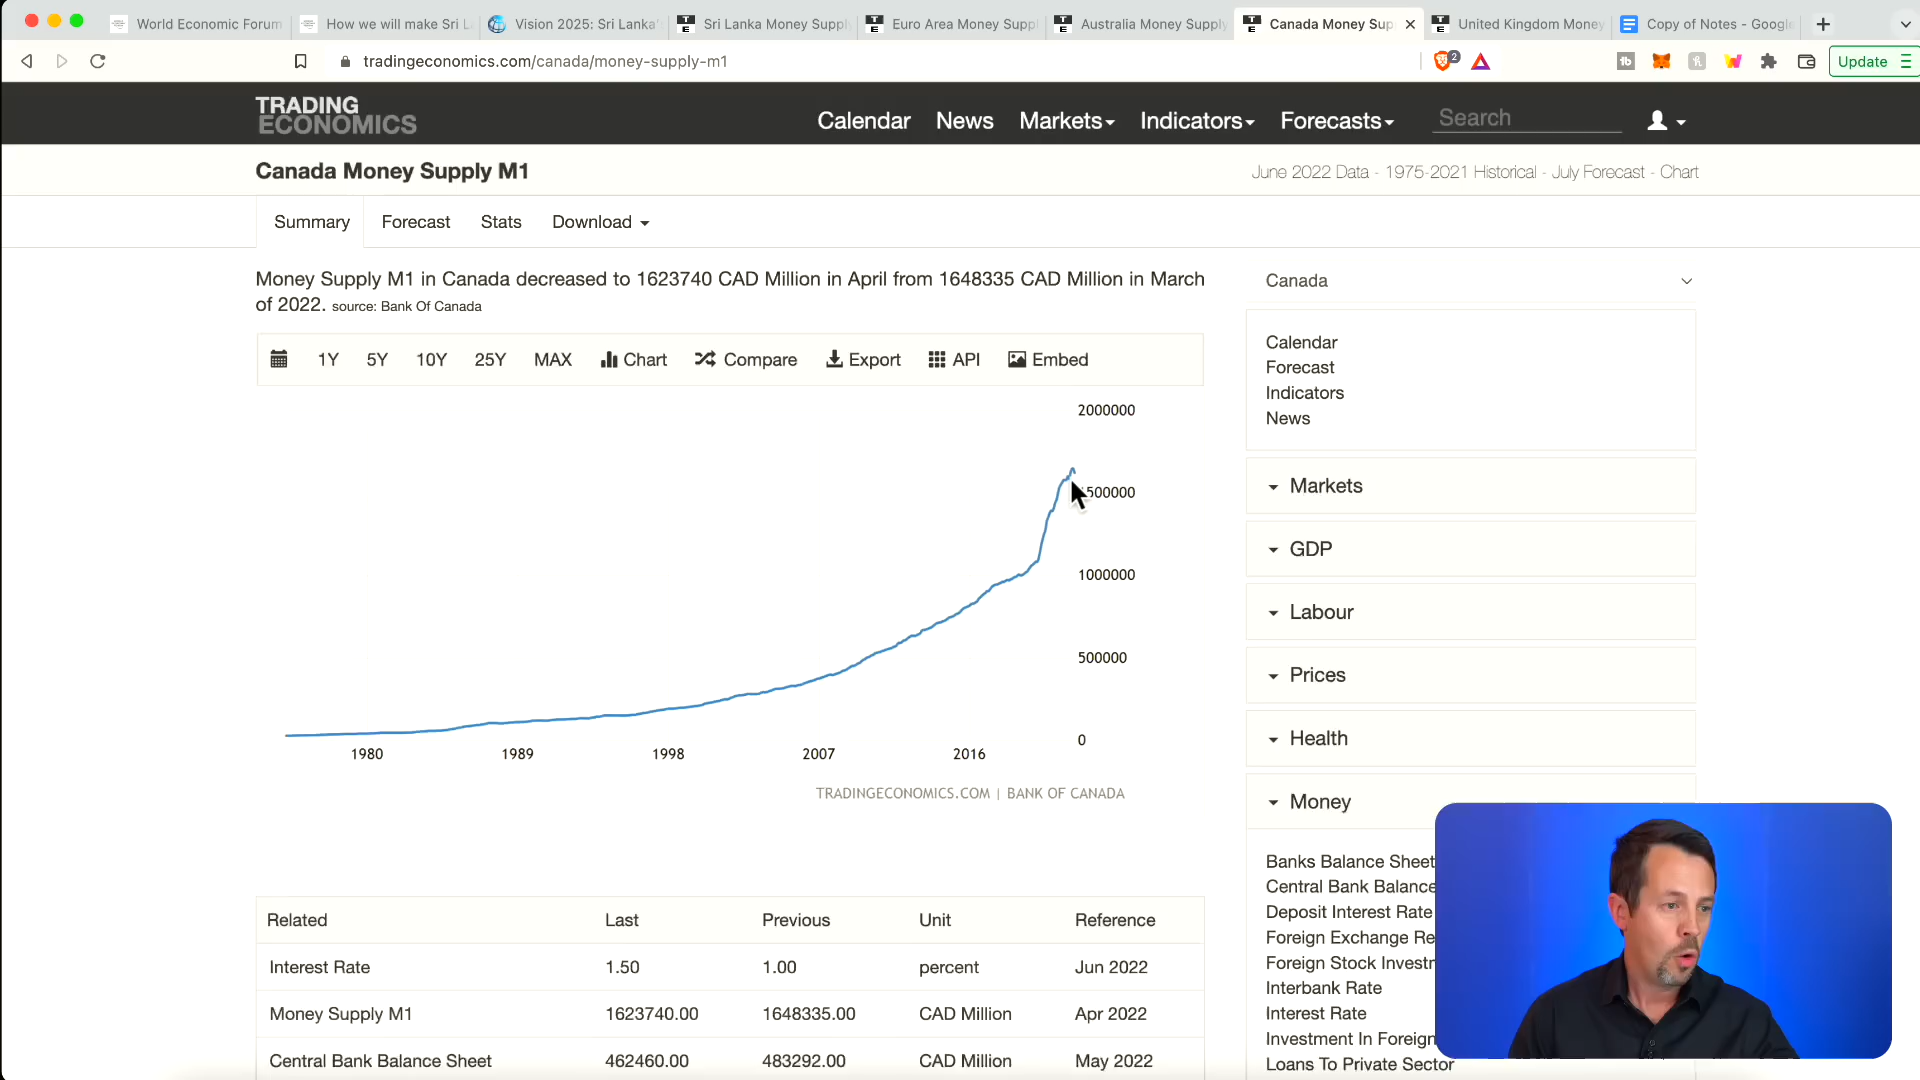 World Economic Forum
How we will make Sri La
Vision 2025: Sri Lanka'
Sri Lanka Money Supply
Euro Area Money Supp
Australia Money Supply
Canada Money Sup
United Kingdom Money
Copy of Notes - Google
tradingeconomics.com/canada/money-supply-m1
2
Update
TRADING
ECONOMICS
Calendar
News
Markets
Indicators
Forecasts
Search
Canada Money Supply M1
June 2022 Data - 1975-2021 Historical - July Forecast - Chart
Summary
Forecast
Stats
Download
Money Supply M1 in Canada decreased to 1623740 CAD Million in April from 1648335 CAD Million in March
of 2022. source: Bank Of Canada
1Y
5Y
10Y
25Y
MAX
Chart
Compare
Export
API
Embed
2000000
500000
1000000
500000
0
1980
1989
1998
2007
2016
TRADINGECONOMICS.COM | BANK OF CANADA
Related Last Previous Unit Reference
Interest Rate 1.50 1.00 percent Jun 2022
Money Supply M1 1623740.00 1648335.00 CAD Million Apr 2022
Central Bank Balance Sheet 462460.00 483292.00 CAD Million May 2022
Canada
Calendar
Forecast
Indicators
News
Markets
GDP
Labour
Prices
Health
Money
Banks Balance Sheet
Central Bank Balance
Deposit Interest Rate
Foreign Exchange Re
Foreign Stock Investm
Interbank Rate
Interest Rate
Investment In Foreign
Loans To Private Sector